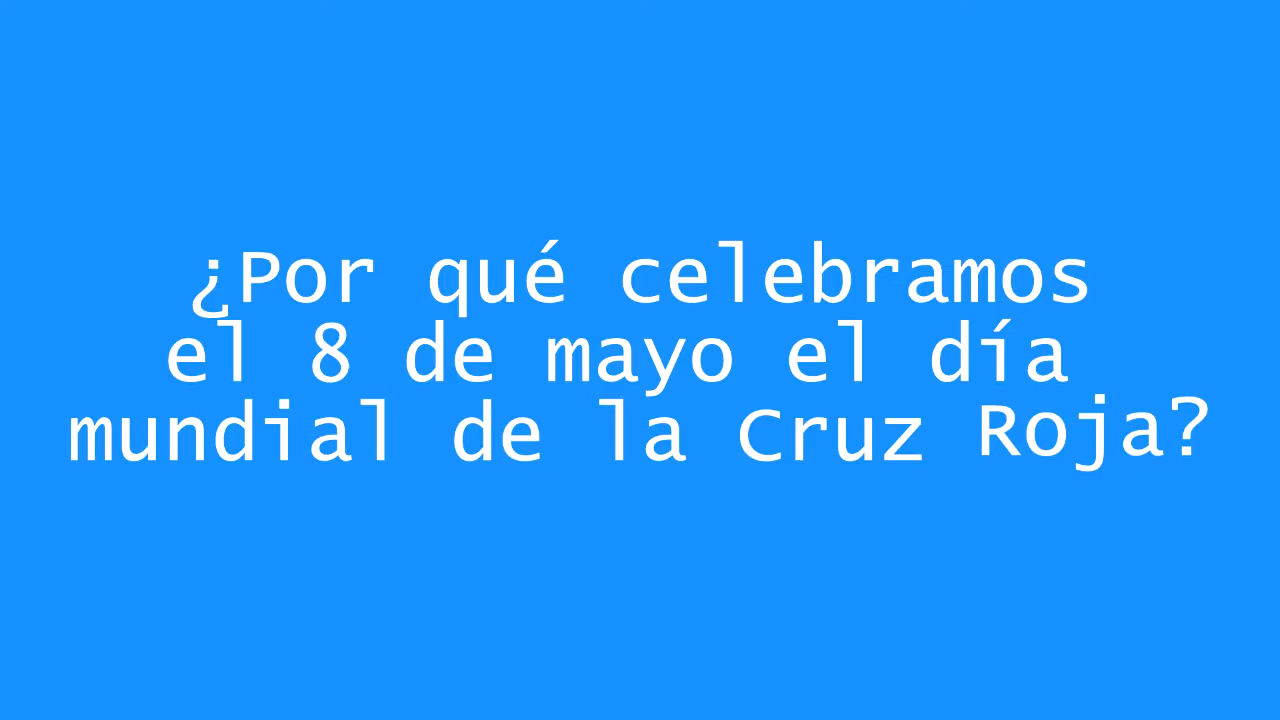 ¿Por qué celebramos
el 8 de mayo el día
mundial de la Cruz Roja?